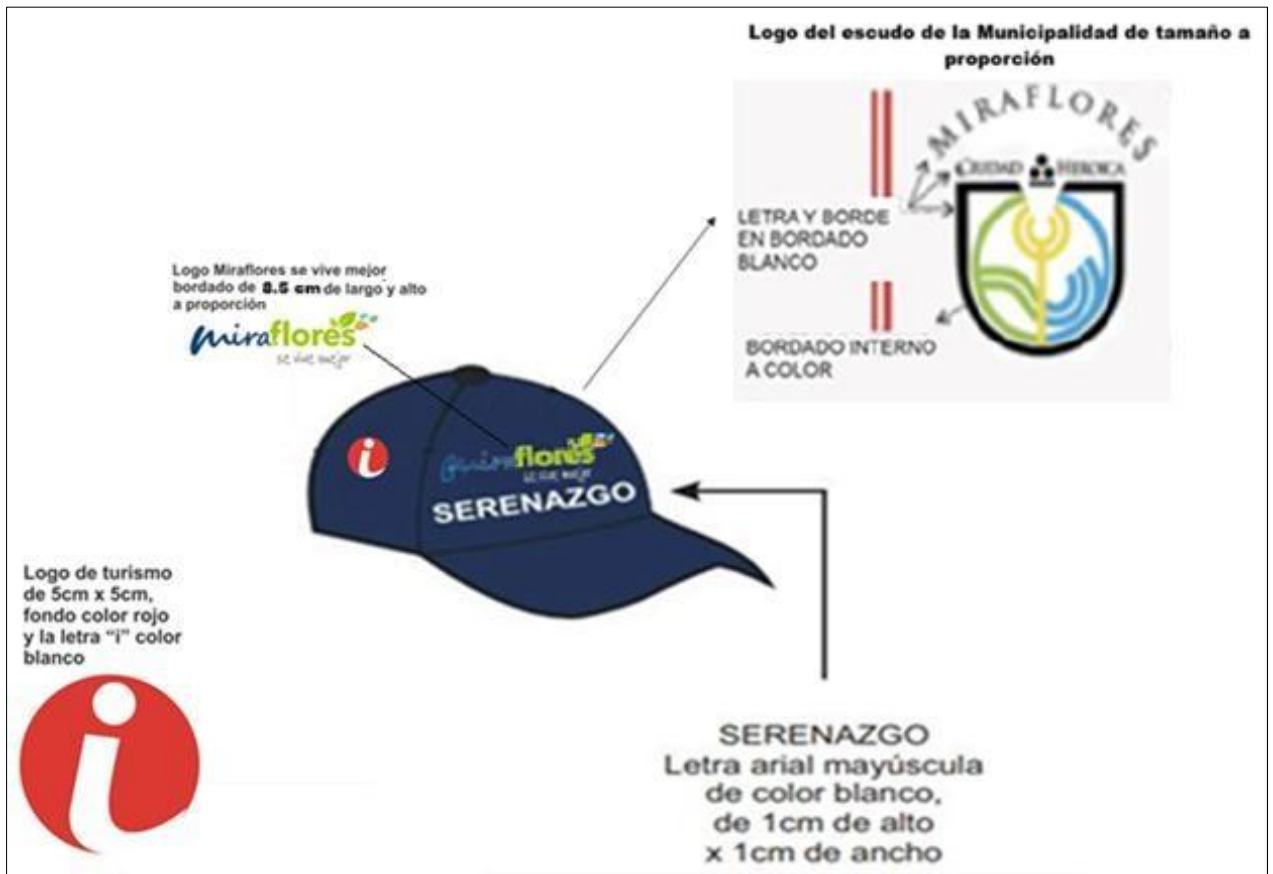 Logo del escudo de la Municipalidad de tamaño a
proporción
MIRAFLORES
CIUDAD HEROICA
LETRA Y BORDE
EN BORDADO
BLANCO
BORDADO INTERNO
A COLOR
Logo Miraflores se vive mejor
bordado de 8.5 cm de largo y alto
a proporción
miraflores
se vive mejor
i
miraflores
se vive mejor
SERENAZGO
Logo de turismo
de 5cm x 5cm,
fondo color rojo
y la letra “i” color
blanco
i
SERENAZGO
Letra arial mayúscula
de color blanco,
de 1cm de alto
x 1cm de ancho